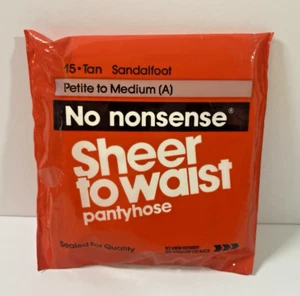 15•Tan Sandalfoot
Petite to Medium (A)
No nonsense®
Sheer
to waist
pantyhose
Sealed For Quality